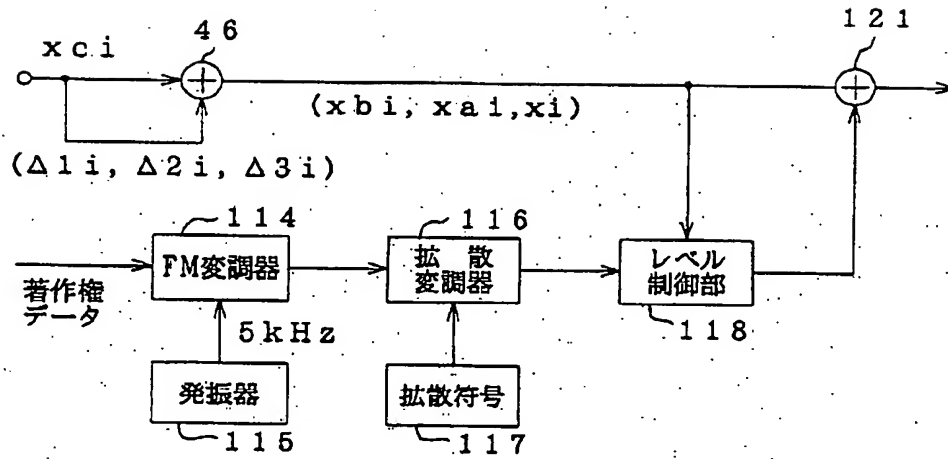 xci
46
121
(xbi, xai, xi)
(Δ1i, Δ2i, Δ3i)
114
116
FM変調器
拡散
変調器
レベル
制御部
著作権
データ
5kHz
118
発振器
拡散符号
115
117